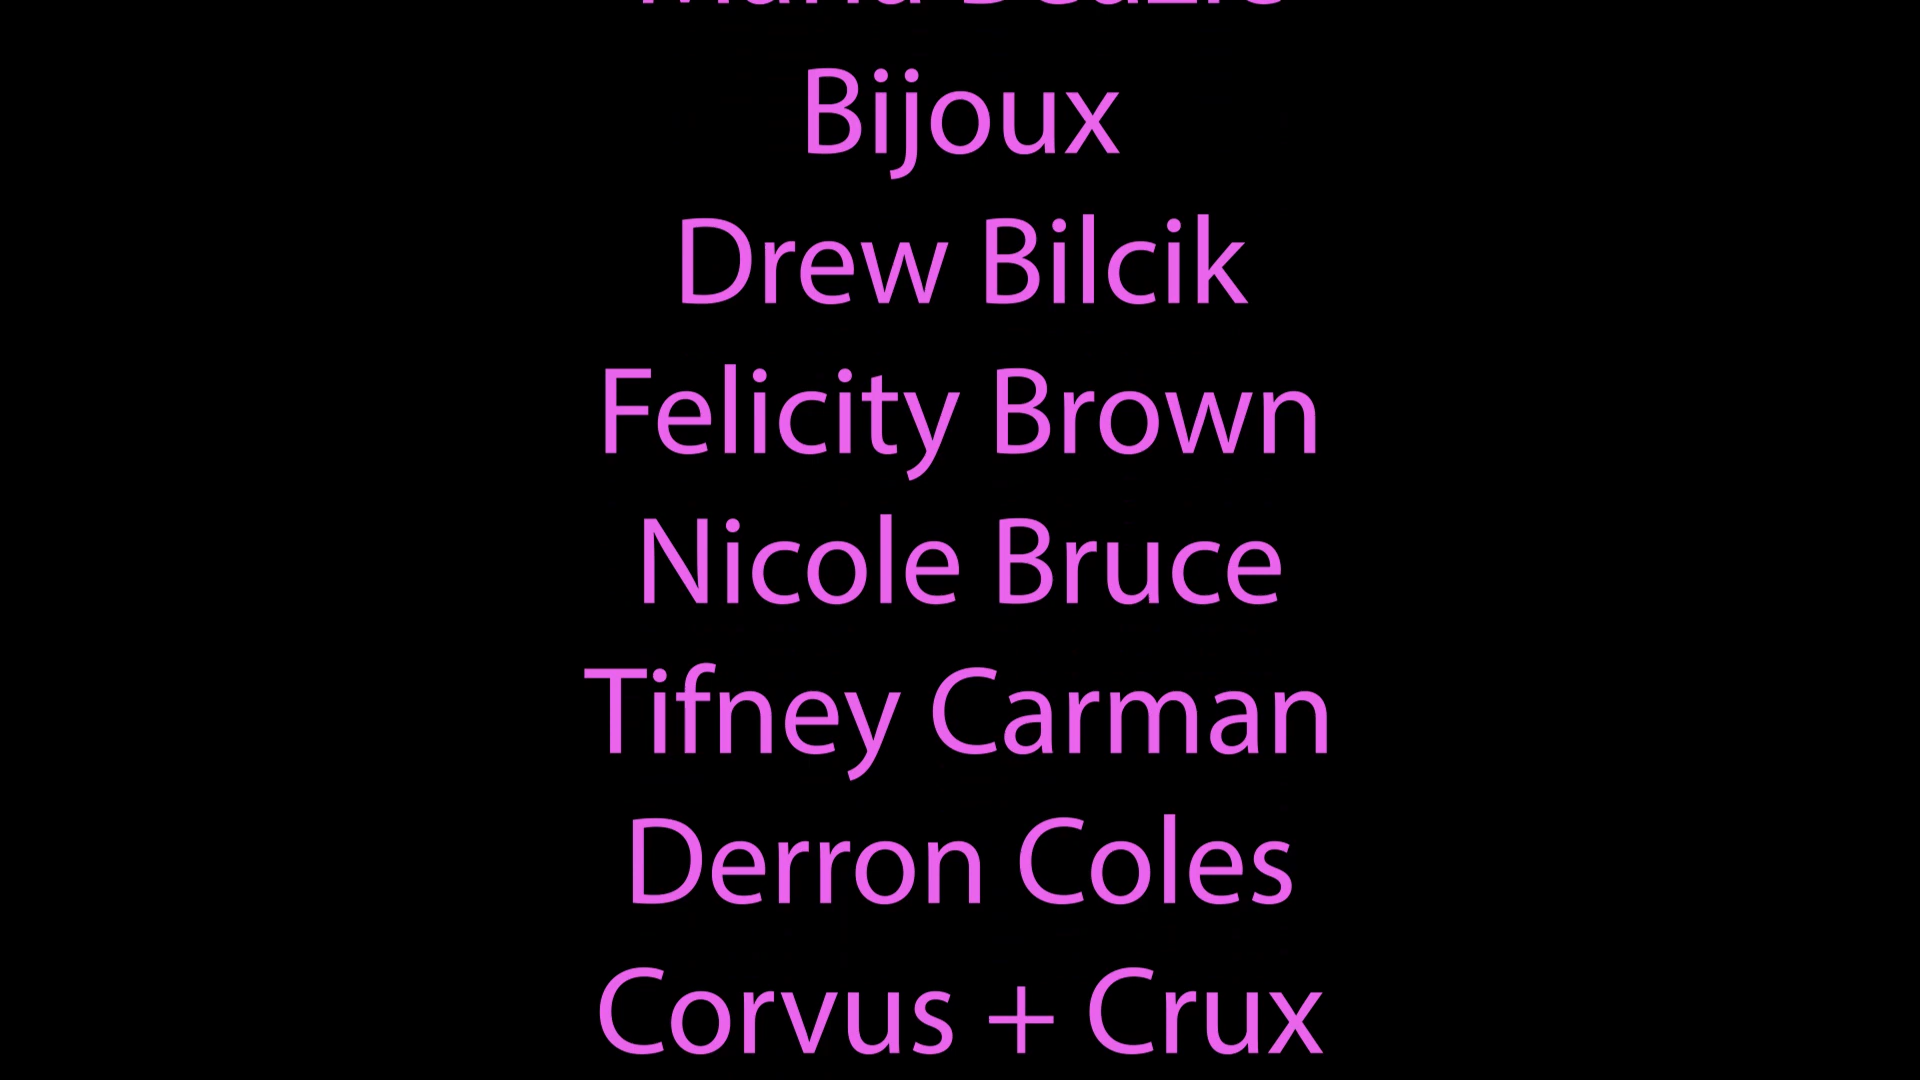 Bijoux
Drew Bilcik
Felicity Brown
Nicole Bruce
Tifney Carman
Derron Coles
Corvus + Crux